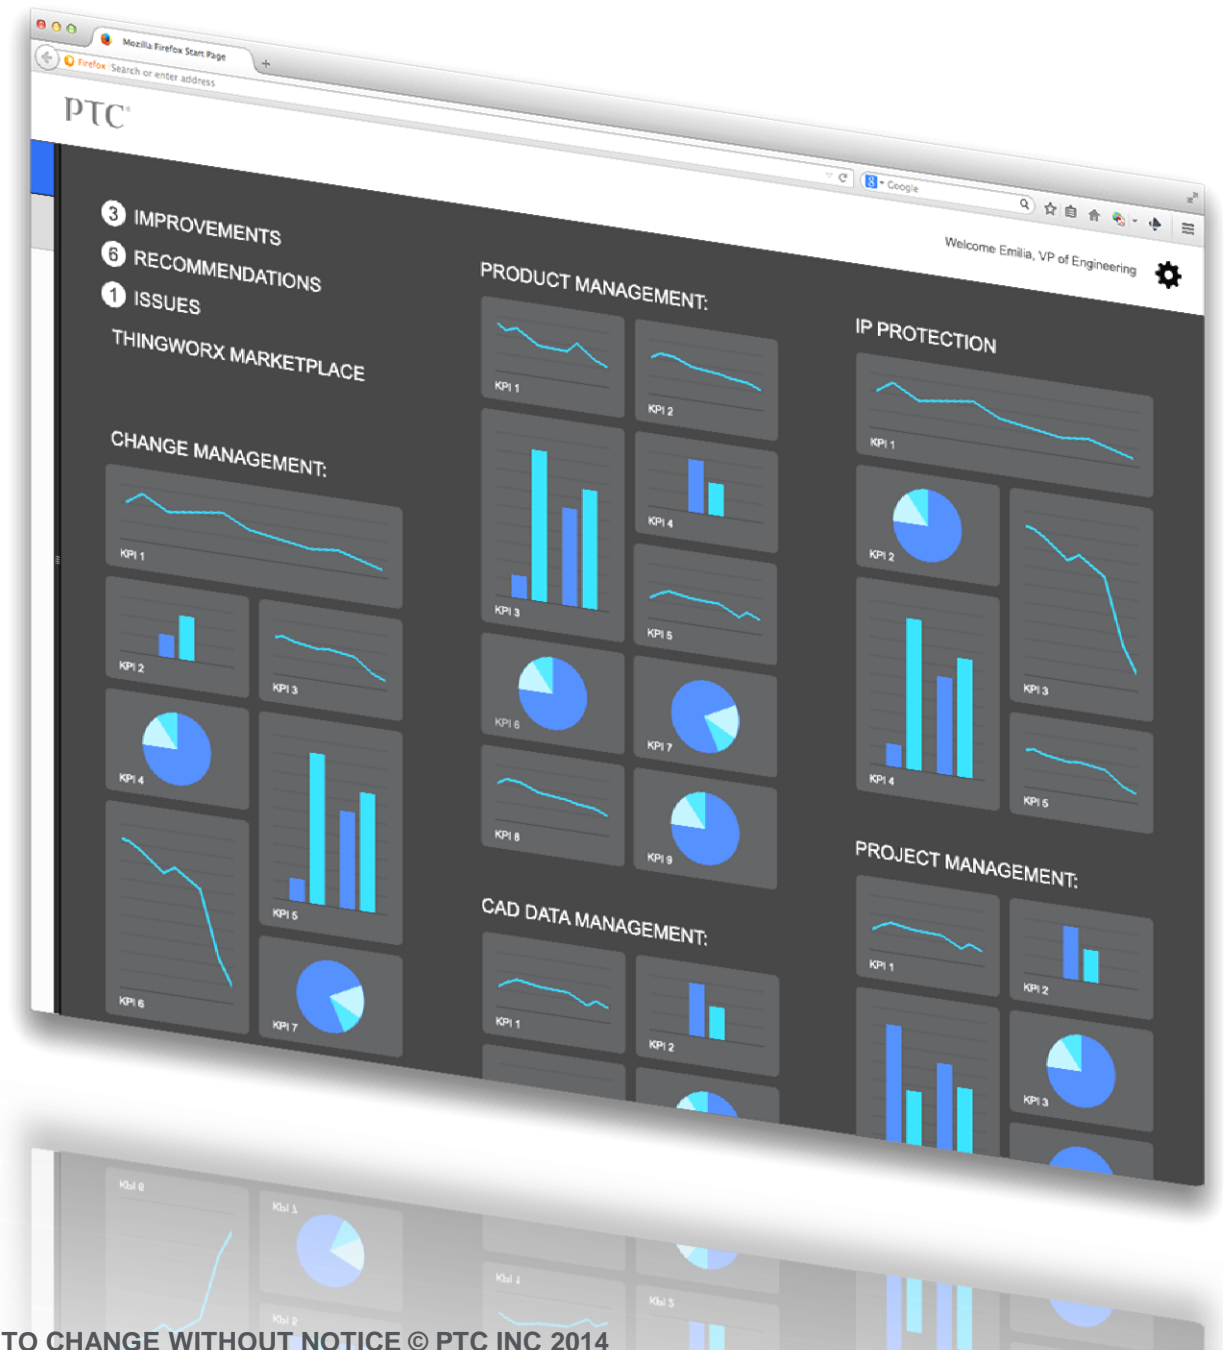 Mozilla Firefox Start Page
Firefox Search or enter address
Google
PTC®
Welcome Emilia, VP of Engineering
3 IMPROVEMENTS
6 RECOMMENDATIONS
1 ISSUES
THINGWORX MARKETPLACE
CHANGE MANAGEMENT:
KPI 1
KPI 2
KPI 3
KPI 4
KPI 5
KPI 6
KPI 7
PRODUCT MANAGEMENT:
KPI 1
KPI 2
KPI 3
KPI 4
KPI 5
KPI 6
KPI 7
KPI 8
KPI 9
CAD DATA MANAGEMENT:
KPI 1
KPI 2
IP PROTECTION
KPI 1
KPI 2
KPI 3
KPI 4
KPI 5
PROJECT MANAGEMENT:
KPI 1
KPI 2
KPI 3
TO CHANGE WITHOUT NOTICE © PTC INC 2014